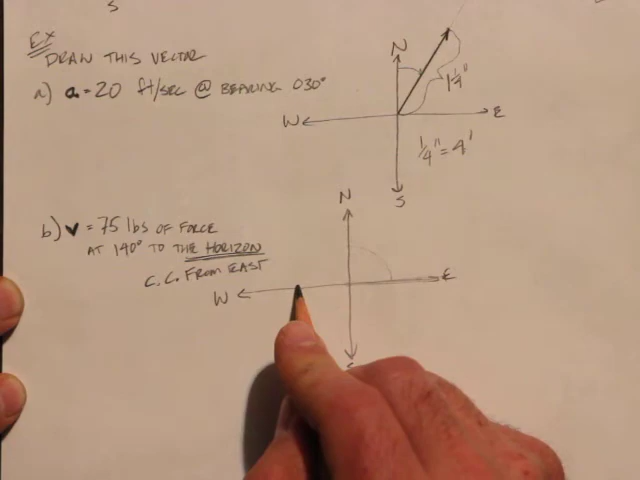 S
EX
DRAW THIS VECTOR
a) a = 20 ft/sec @ BEARING 030°
N
W
E
S
1 1/4"
1/4" = 4'
b) v = 75 lbs OF FORCE
AT 140° TO THE HORIZON
C.C. FROM EAST
N
W
E